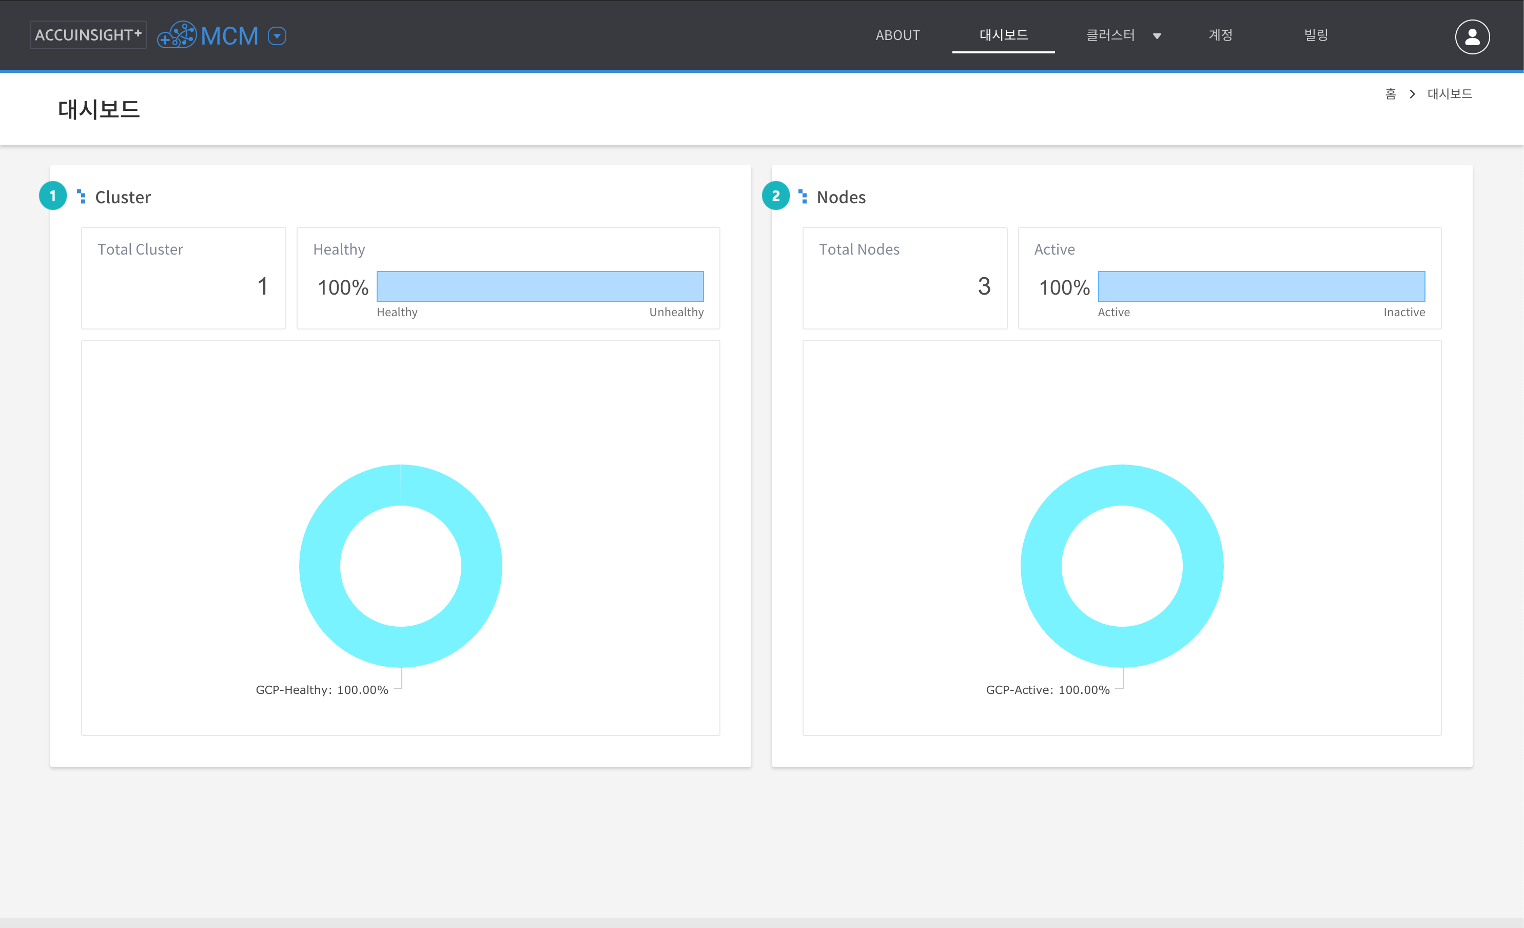 ACCUINSIGHT+ MCM ABOUT 대시보드 클러스터 계정 빌링
대시보드
홈 > 대시보드
1 Cluster
Total Cluster
1
Healthy
100%
Healthy Unhealthy
GCP-Healthy: 100.00%
2 Nodes
Total Nodes
3
Active
100%
Active Inactive
GCP-Active: 100.00%